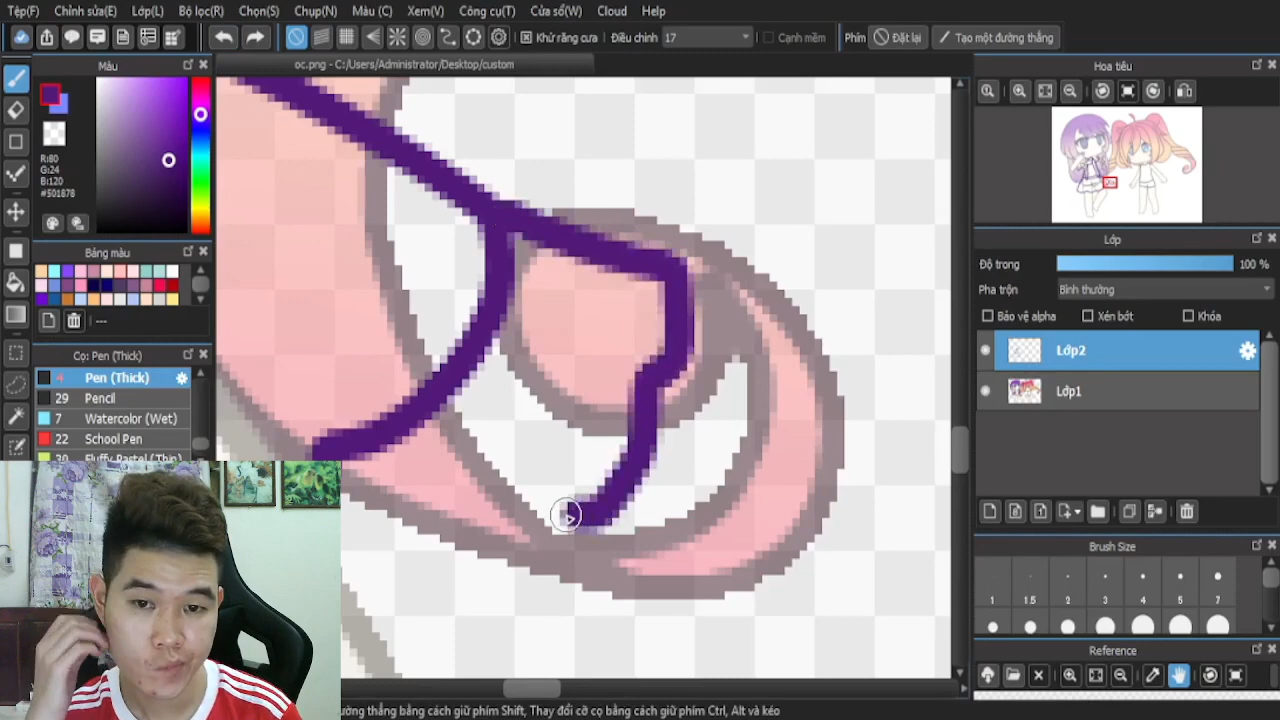 Tệp(F) Chỉnh sửa(E) Lớp(L) Bộ lọc(R) Chọn(S) Chụp(N) Màu (C) Xem(V) Công cụ(T) Cửa sổ(W) Cloud Help
Khử răng cưa Điều chỉnh 17 Cạnh mềm Phím Đặt lại Tạo một đường thẳng
Màu
oc.png - C:/Users/Administrator/Desktop/custom
Hoa tiêu
R:80
G:24
B:120
#501878
Bảng màu
---
Lớp
Độ trong 100 %
Pha trộn Bình thường
Bảo vệ alpha Xén bớt Khóa
Lớp2
Lớp1
Cọ: Pen (Thick)
4 Pen (Thick)
29 Pencil
7 Watercolor (Wet)
22 School Pen
30 Fluffy Pastel (Thin)
Brush Size
1 1.5 2 3 4 5 7
Reference
ường thẳng bằng cách giữ phím Shift, Thay đổi cỡ cọ bằng cách giữ phím Ctrl, Alt và kéo